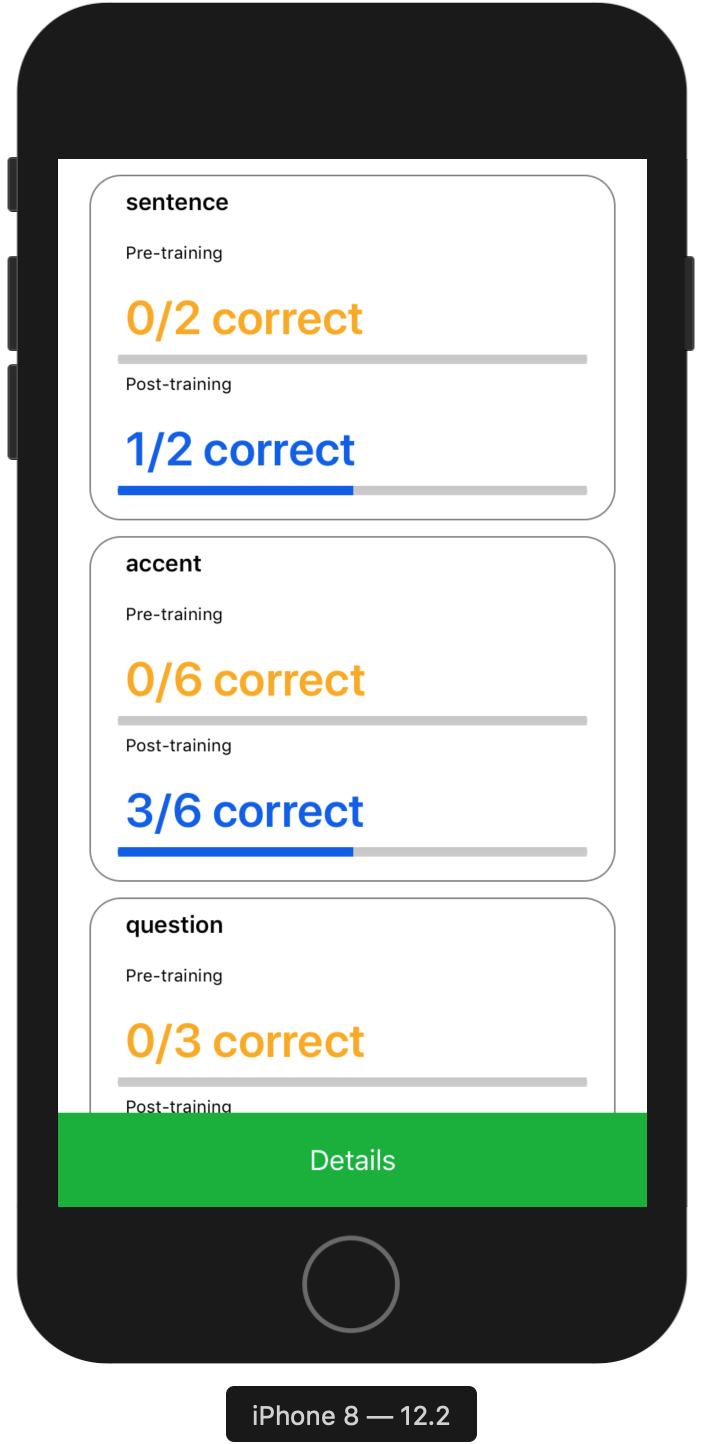 sentence
Pre-training
0/2 correct
Post-training
1/2 correct
accent
Pre-training
0/6 correct
Post-training
3/6 correct
question
Pre-training
0/3 correct
Post-training
Details
iPhone 8 — 12.2